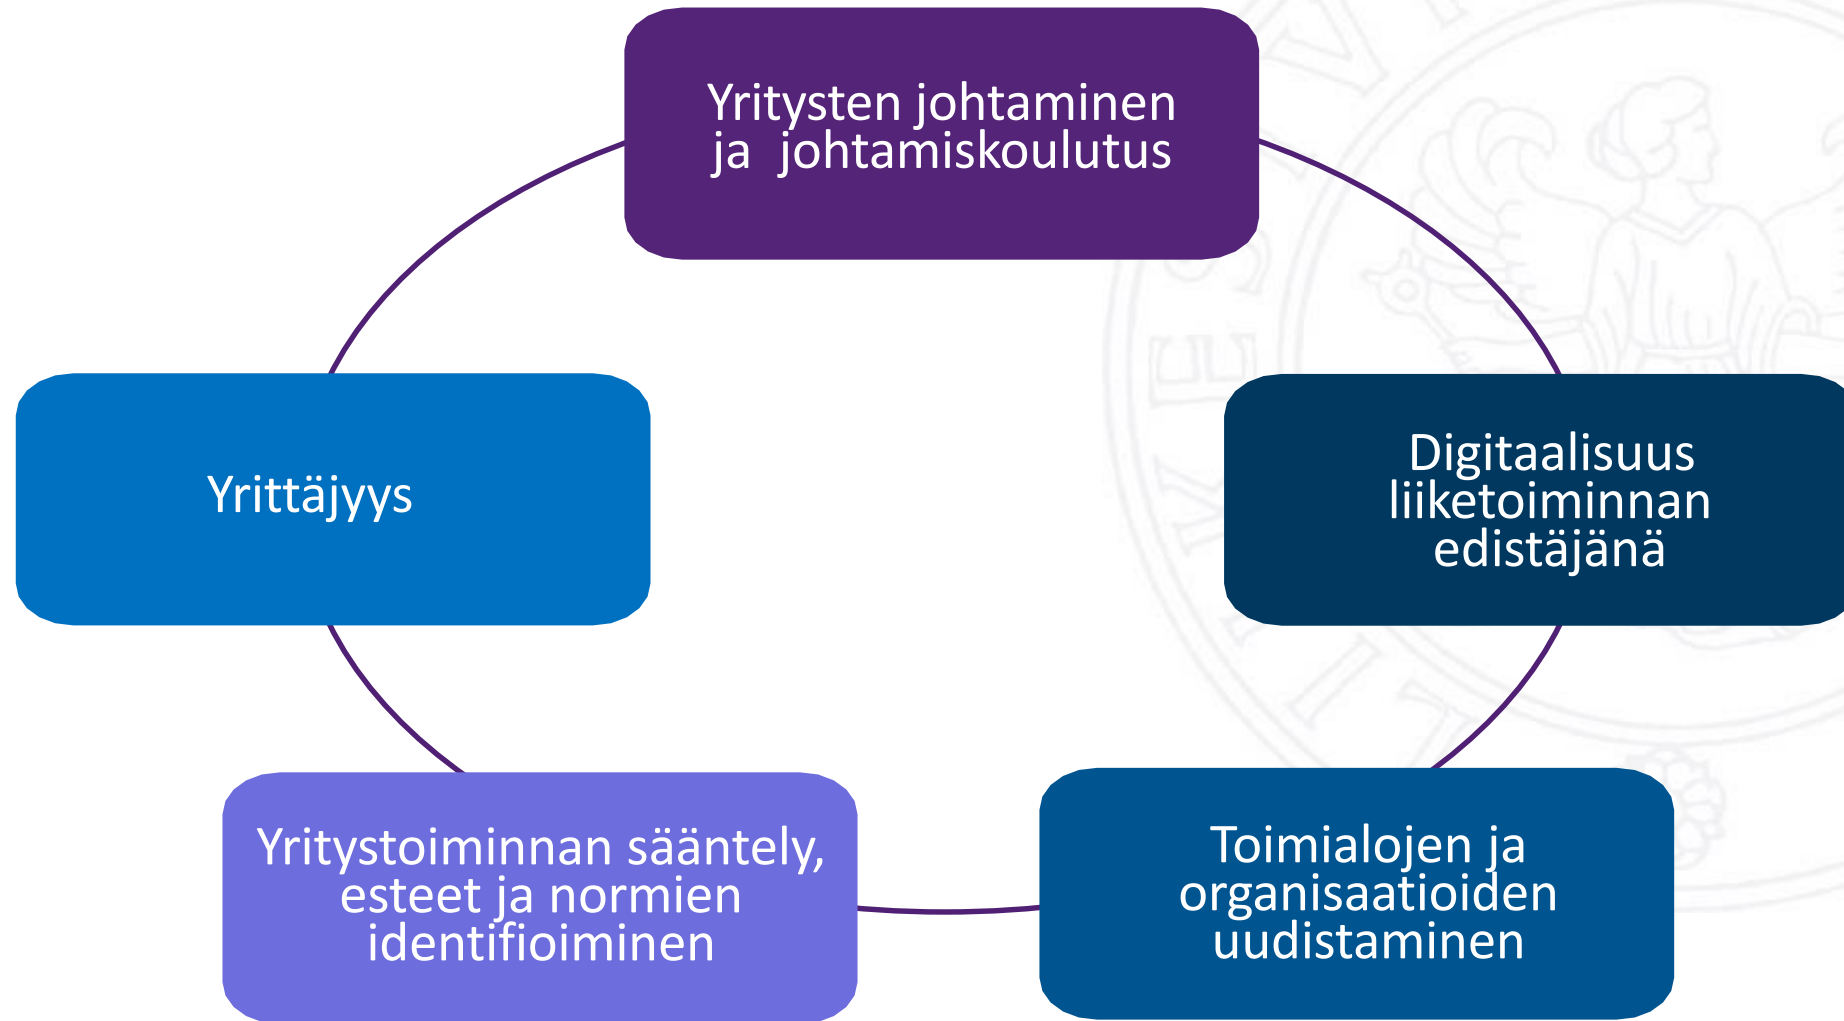 Yritysten johtaminen
ja johtamiskoulutus
Yrittäjyys
Digitaalisuus
liiketoiminnan
edistäjänä
Yritystoiminnan sääntely,
esteet ja normien
identifioiminen
Toimialojen ja
organisaatioiden
uudistaminen